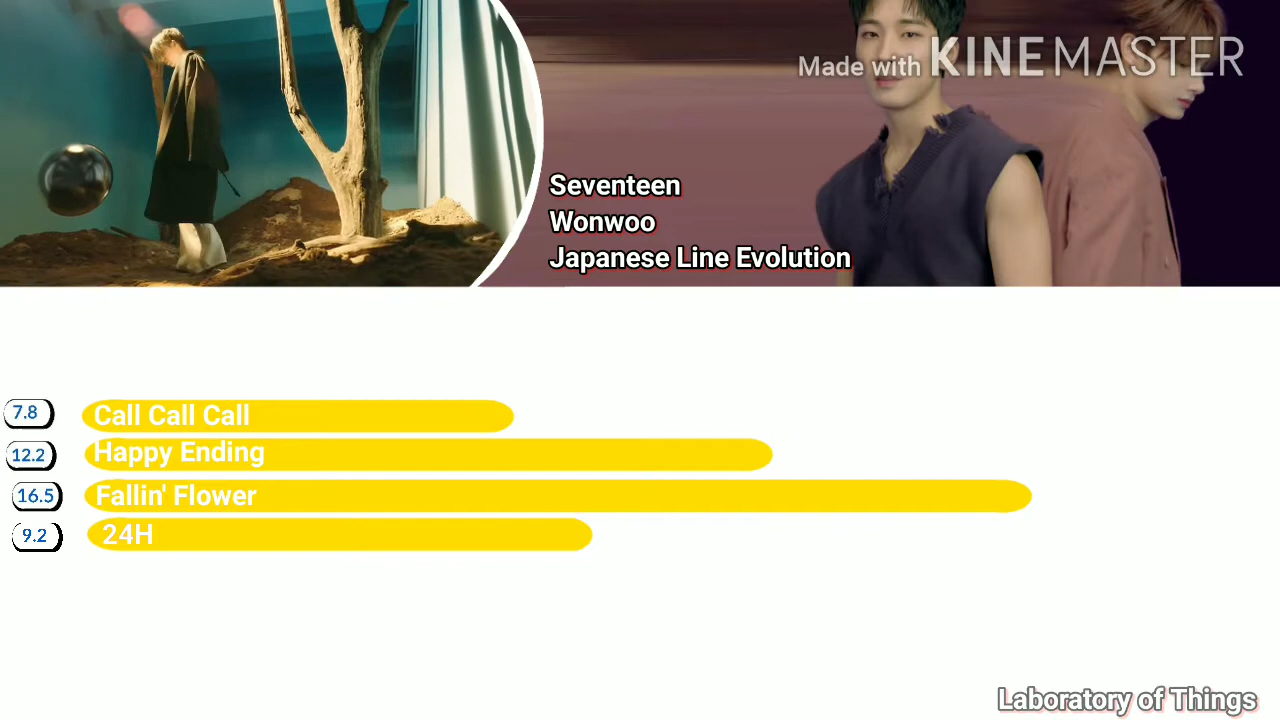 Made with KINEMASTER
Seventeen
Wonwoo
Japanese Line Evolution
7.8 Call Call Call
12.2 Happy Ending
16.5 Fallin' Flower
9.2 24H
Laboratory of Things